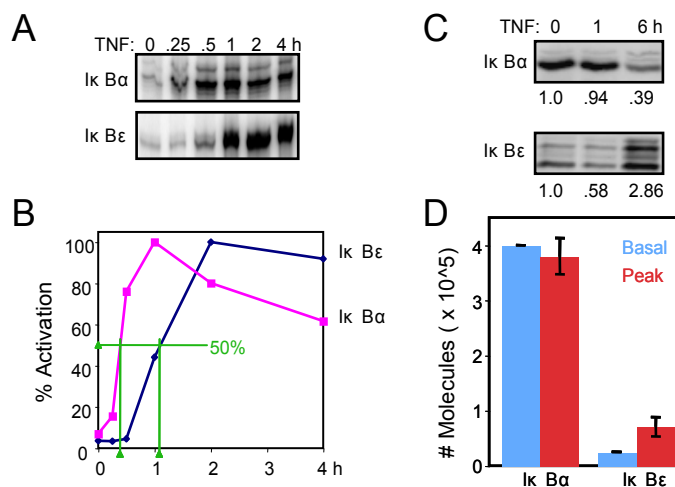 A
TNF: 0 .25 .5 1 2 4 h
Iκ Bα
Iκ Bε
B
% Activation
100
80
60
40
20
0
50%
Iκ Bε
Iκ Bα
0 1 2 4 h
C
TNF: 0 1 6 h
Iκ Bα
1.0 .94 .39
Iκ Bε
1.0 .58 2.86
D
# Molecules ( x 10^5)
4
3
2
1
0
Basal
Peak
Iκ Bα Iκ Bε